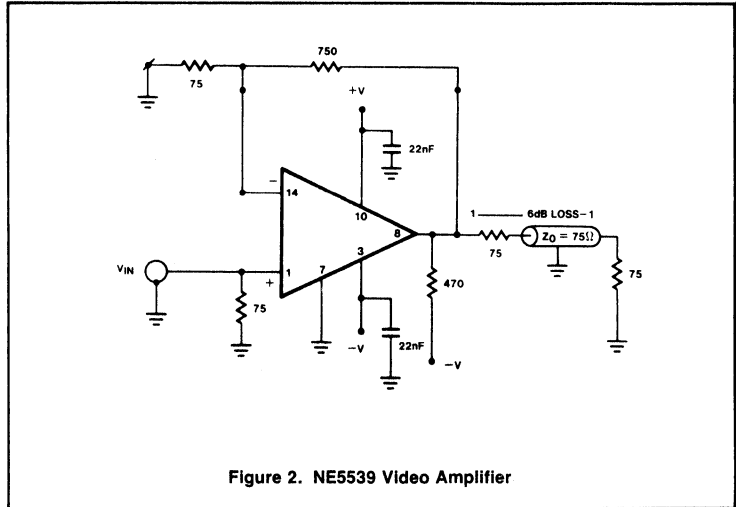 750
75
+V
22nF
−
14
10
1 —— 6dB LOSS-1
8
Z₀ = 75Ω
75
3
VIN
1
7
+
75
470
75
−V
22nF
−V
Figure 2. NE5539 Video Amplifier